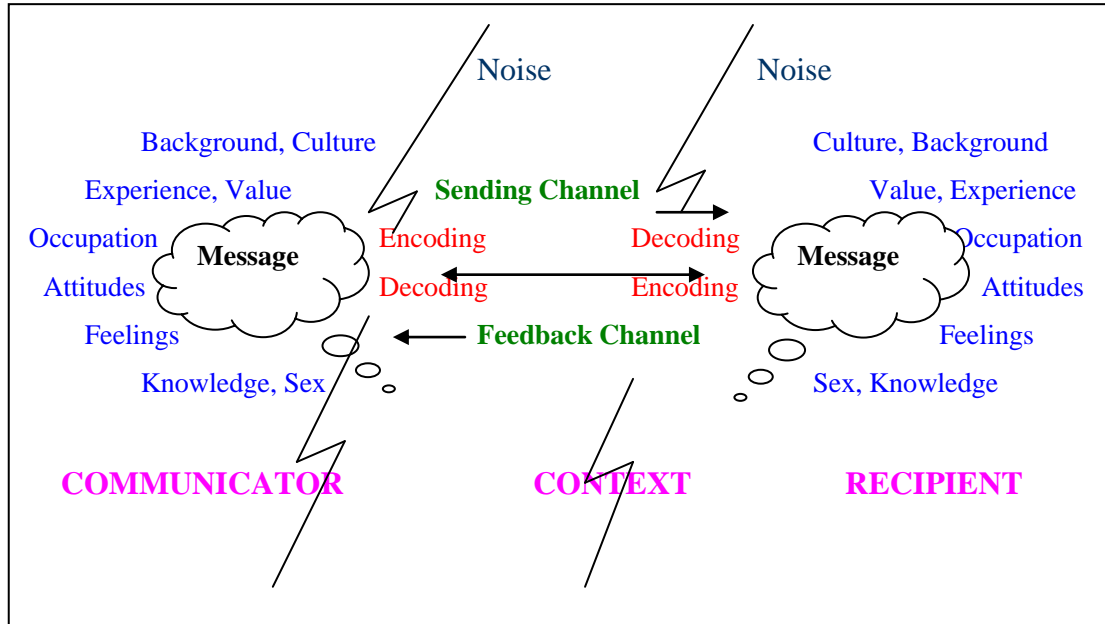 Noise Noise
Background, Culture Culture, Background
Experience, Value Sending Channel Value, Experience
Occupation Message Encoding Decoding Message Occupation
Attitudes Decoding Encoding Attitudes
Feelings Feedback Channel Feelings
Knowledge, Sex Sex, Knowledge
COMMUNICATOR CONTEXT RECIPIENT